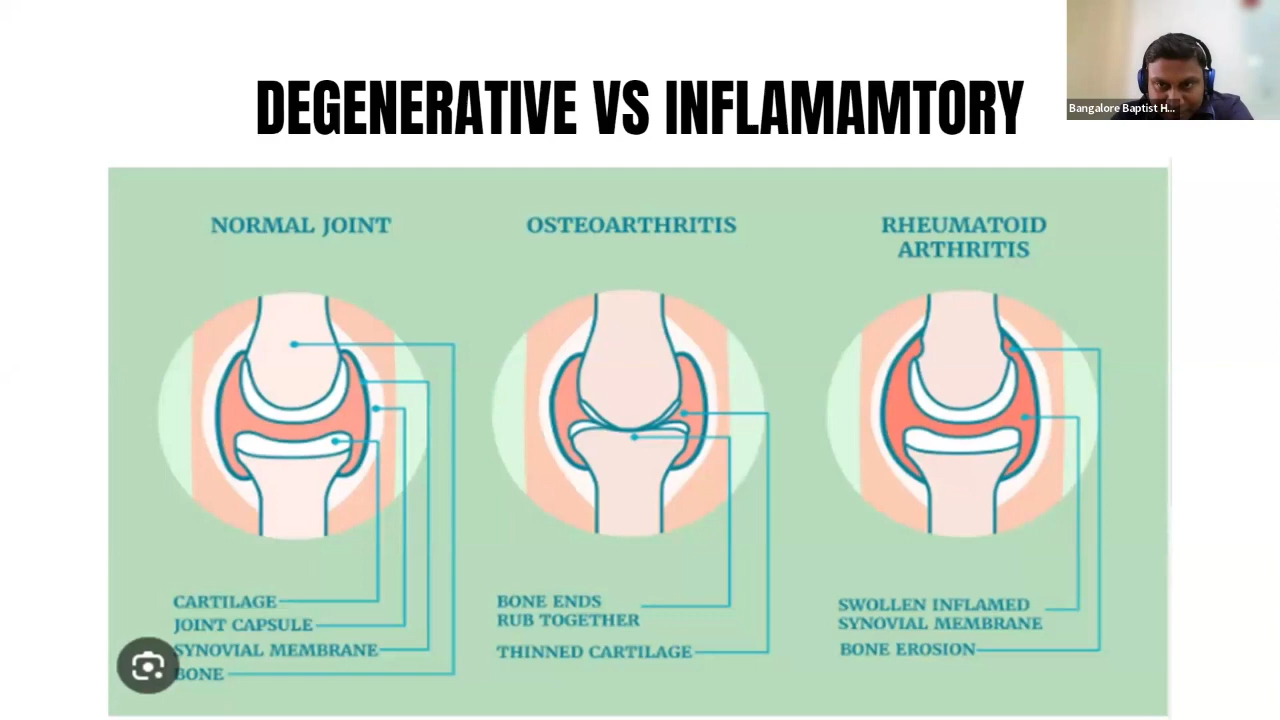 DEGENERATIVE VS INFLAMAMTORY
Bangalore Baptist H...
NORMAL JOINT
CARTILAGE
JOINT CAPSULE
SYNOVIAL MEMBRANE
BONE
OSTEOARTHRITIS
BONE ENDS
RUB TOGETHER
THINNED CARTILAGE
RHEUMATOID
ARTHRITIS
SWOLLEN INFLAMED
SYNOVIAL MEMBRANE
BONE EROSION